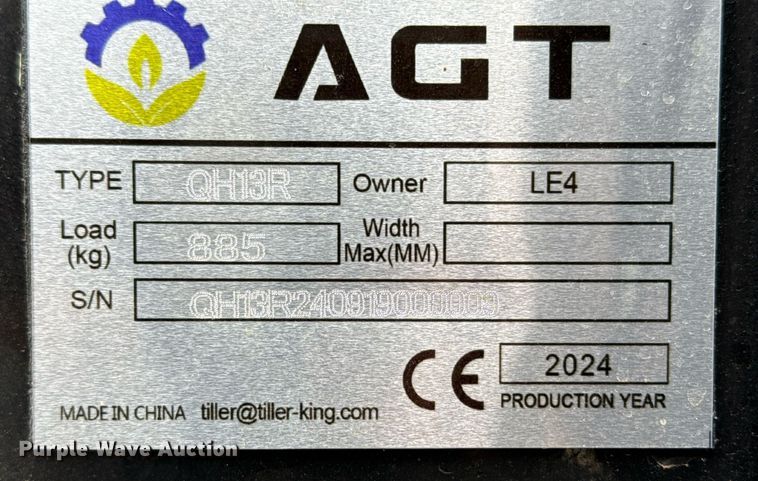 AGT
TYPE QH13R Owner LE4
Load (kg) 885 Width Max(MM)
S/N QH13R240919000009
CE 2024
MADE IN CHINA tiller@tiller-king.com PRODUCTION YEAR
Purple Wave Auction